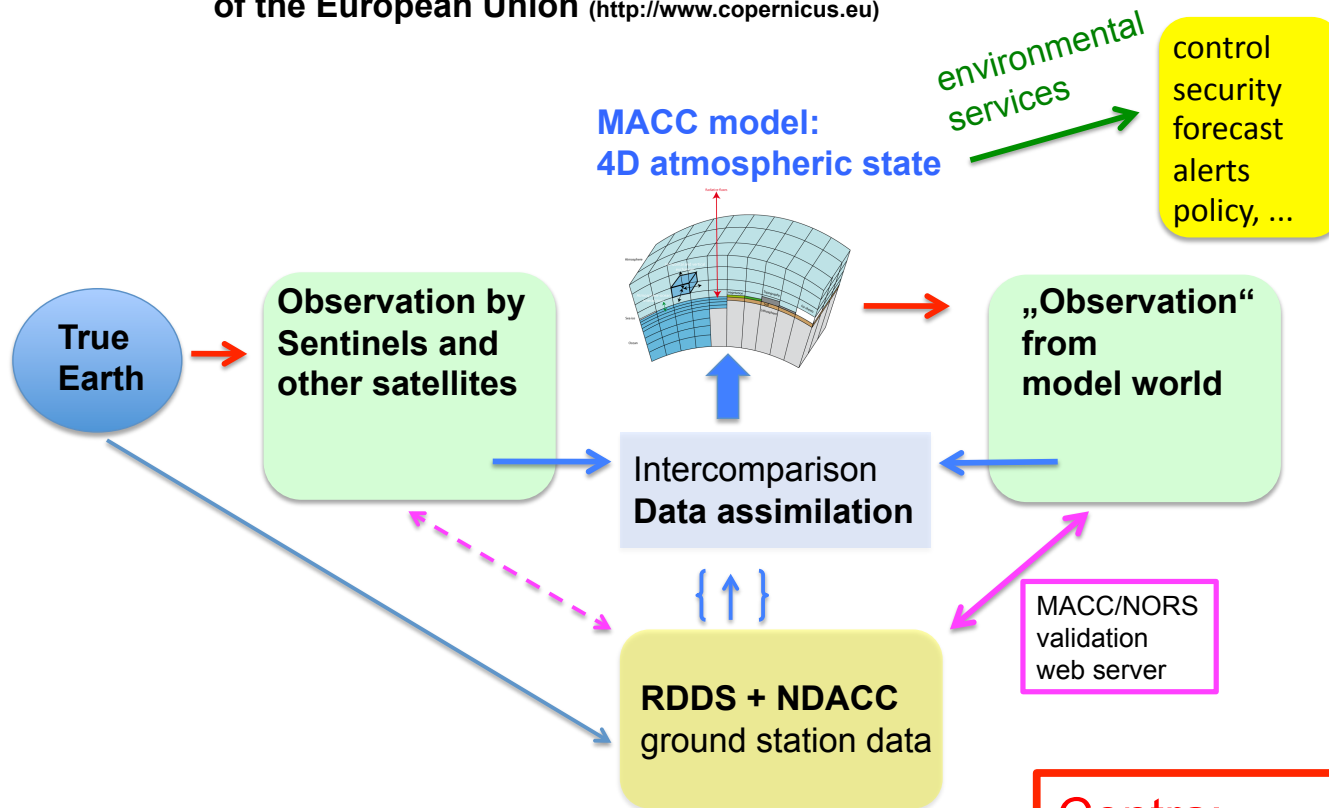 of the European Union (http://www.copernicus.eu)
environmental
services
control
security
forecast
alerts
policy, ...
MACC model:
4D atmospheric state
True
Earth
Observation by
Sentinels and
other satellites
„Observation“
from
model world
Intercomparison
Data assimilation
{ ↑ }
MACC/NORS
validation
web server
RDDS + NDACC
ground station data